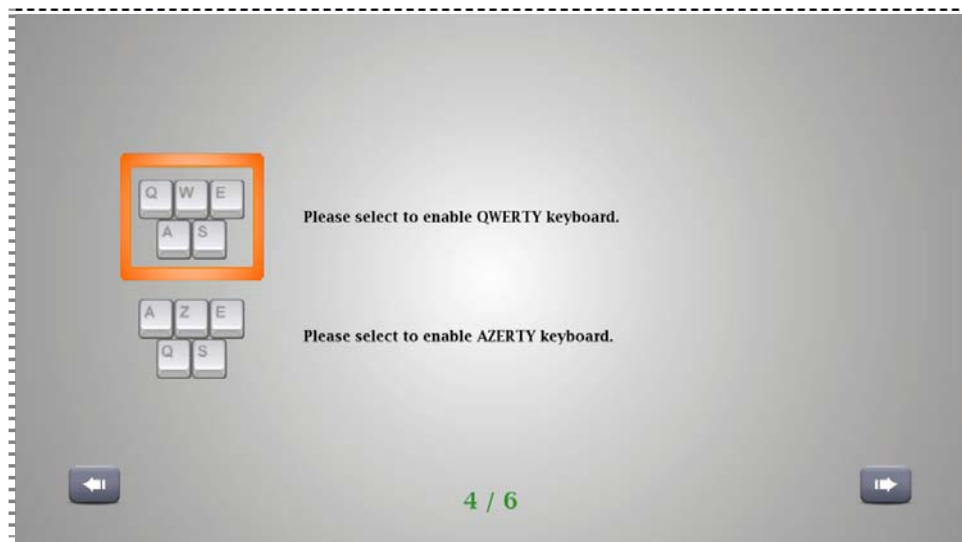 Q W E
A S
Please select to enable QWERTY keyboard.
A Z E
Q S
Please select to enable AZERTY keyboard.
4 / 6